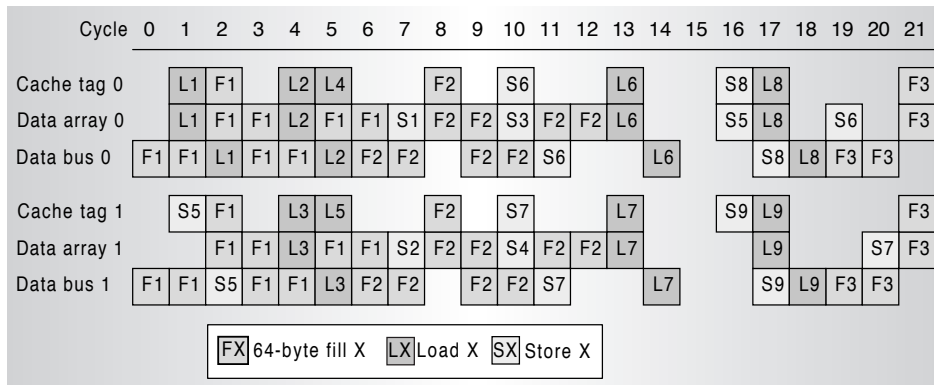 Cycle 0 1 2 3 4 5 6 7 8 9 10 11 12 13 14 15 16 17 18 19 20 21
Cache tag 0 L1 F1 L2 L4 F2 S6 L6 S8 L8 F3
Data array 0 L1 F1 F1 L2 F1 F1 S1 F2 F2 S3 F2 F2 L6 S5 L8 S6 F3
Data bus 0 F1 F1 L1 F1 F1 L2 F2 F2 F2 F2 S6 L6 S8 L8 F3 F3
Cache tag 1 S5 F1 L3 L5 F2 S7 L7 S9 L9 F3
Data array 1 F1 F1 L3 F1 F1 S2 F2 F2 S4 F2 F2 L7 L9 S7 F3
Data bus 1 F1 F1 S5 F1 F1 L3 F2 F2 F2 F2 S7 L7 S9 L9 F3 F3
FX 64-byte fill X LX Load X SX Store X